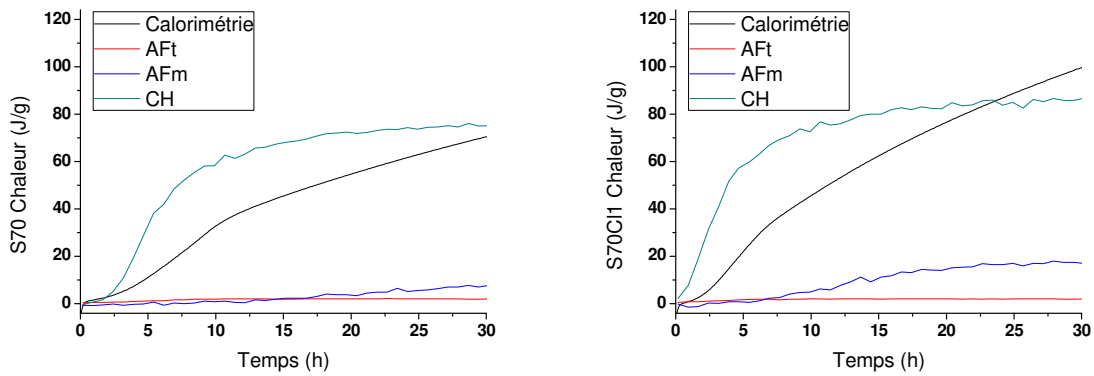 120
100
80
60
40
20
0
S70 Chaleur (J/g)
Calorimétrie
AFt
AFm
CH
0 5 10 15 20 25 30
Temps (h)
120
100
80
60
40
20
0
S70Cl1 Chaleur (J/g)
Calorimétrie
AFt
AFm
CH
0 5 10 15 20 25 30
Temps (h)